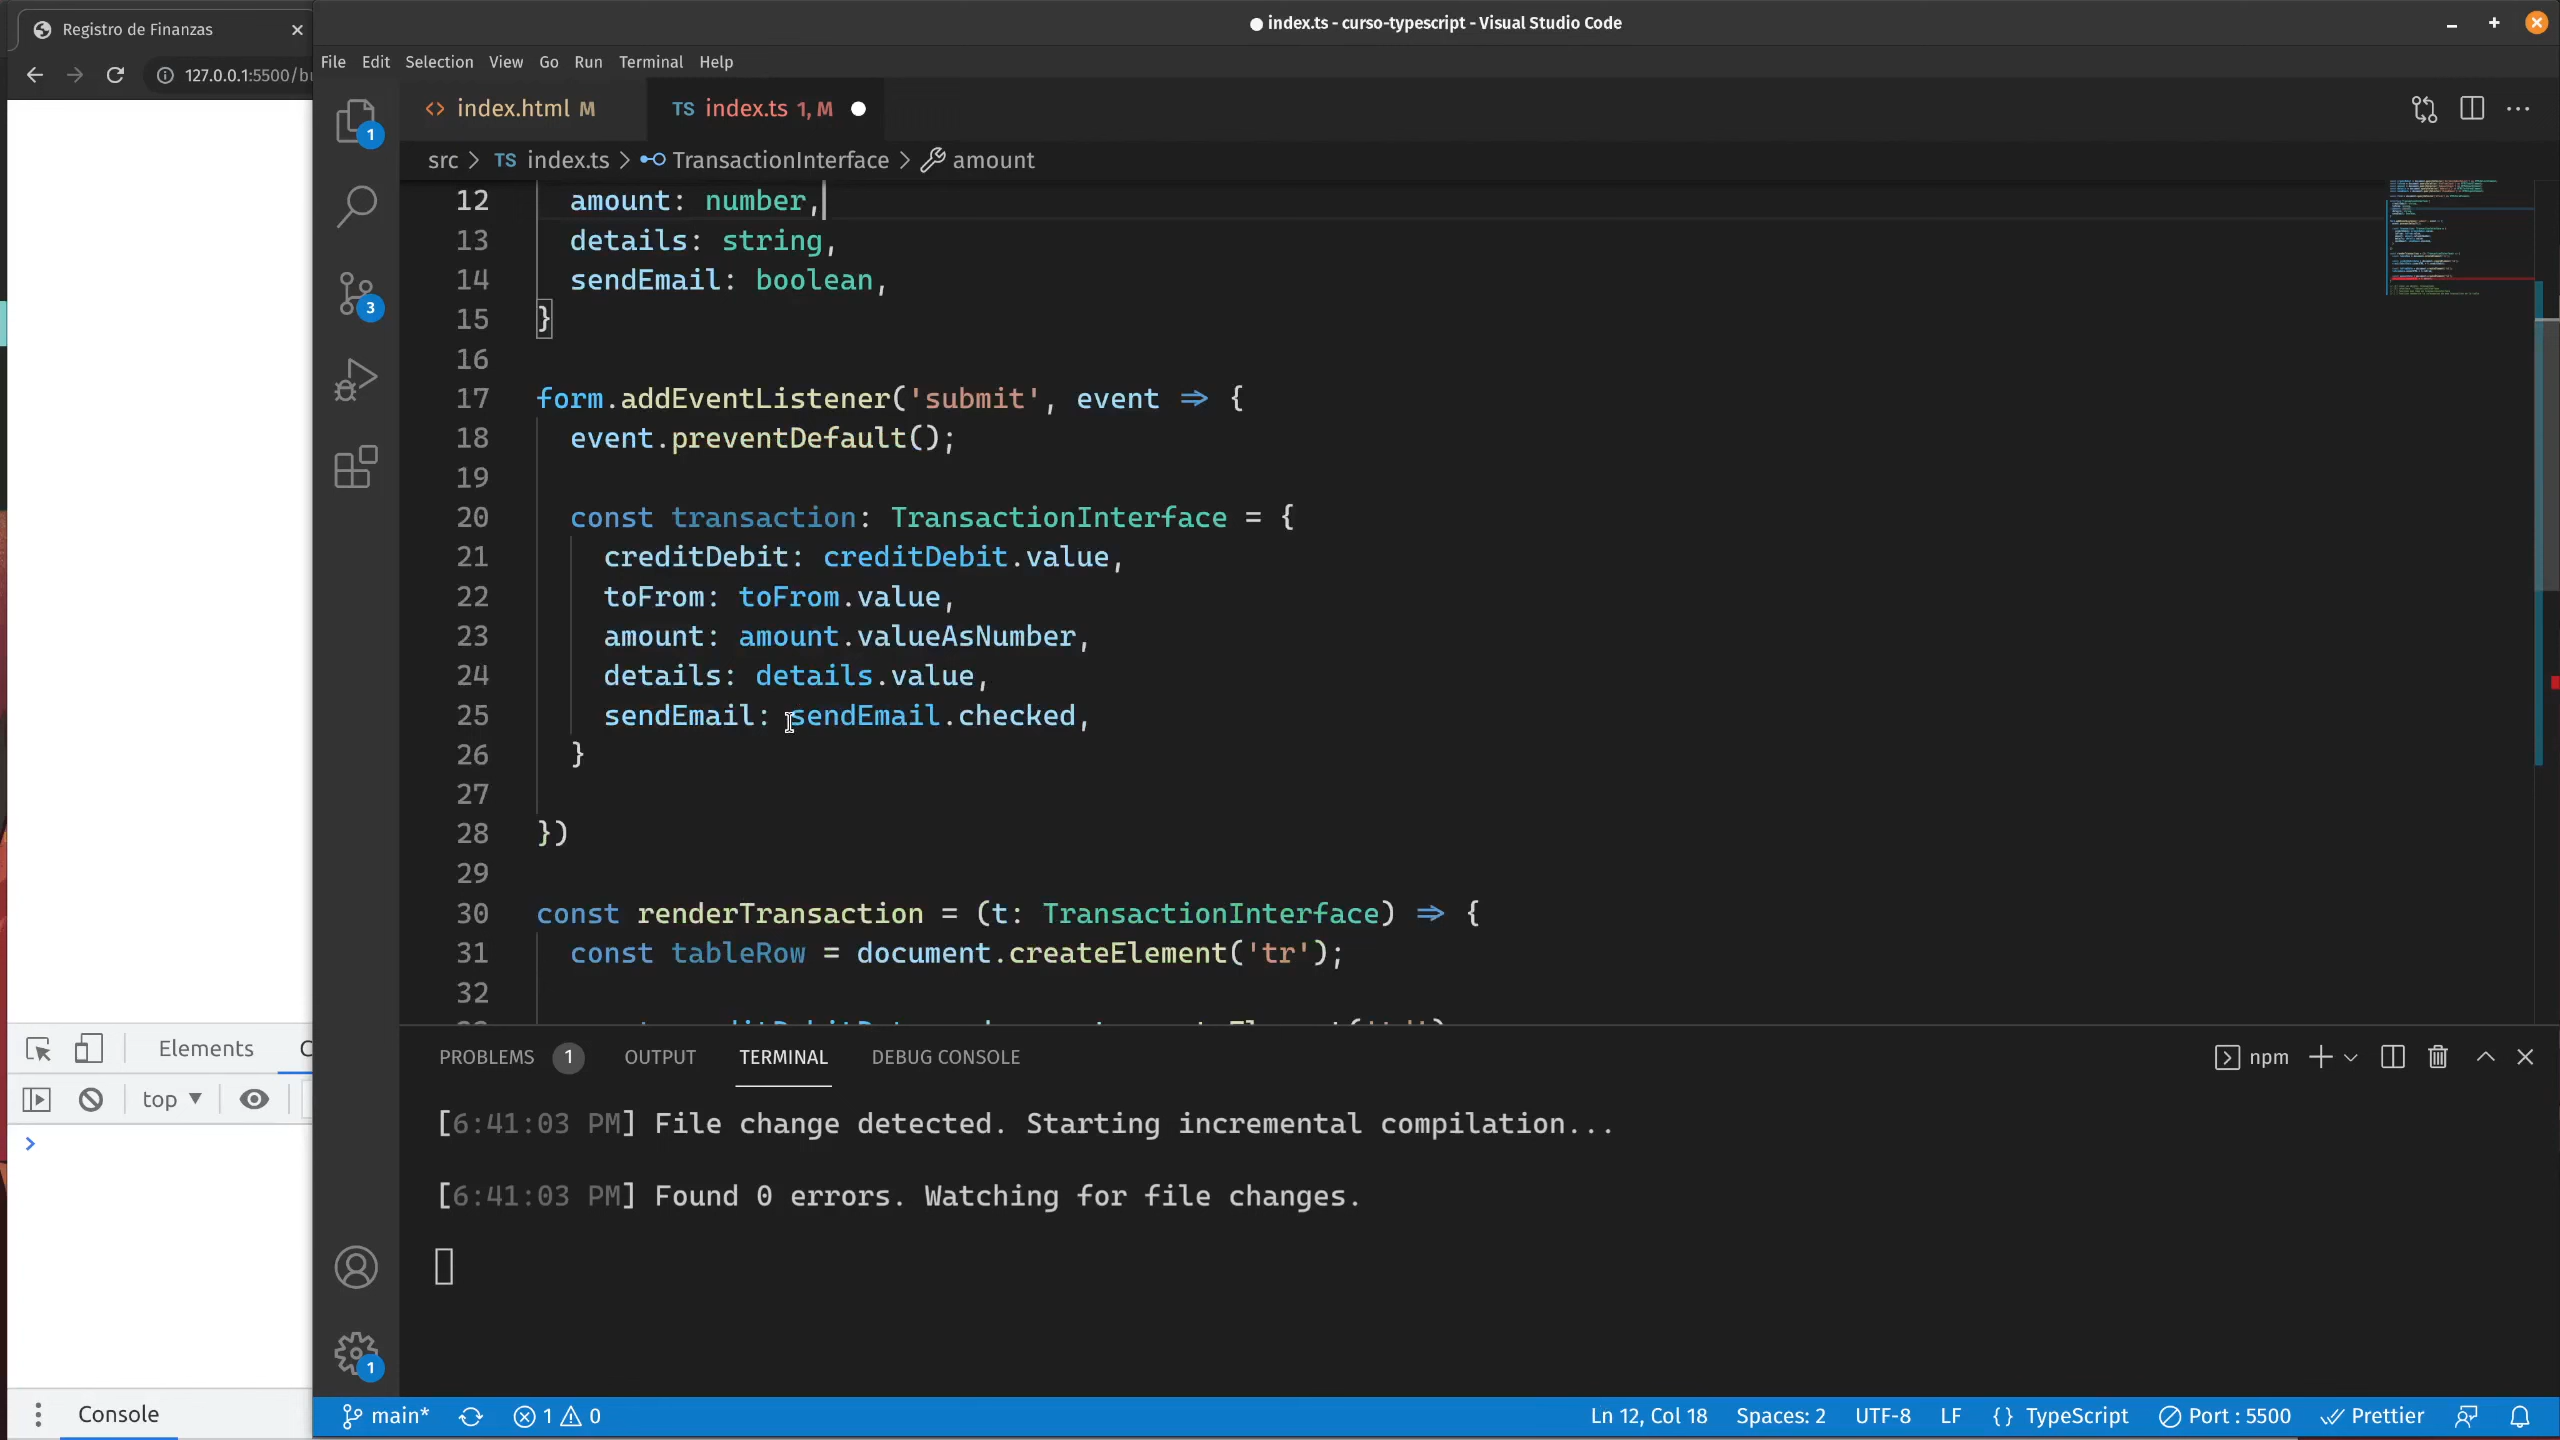 Registro de Finanzas
index.ts - curso-typescript - Visual Studio Code
127.0.0.1:5500/bu
File Edit Selection View Go Run Terminal Help
index.html M
TS index.ts 1, M
src > TS index.ts > TransactionInterface > amount
1
3
12 amount: number,
13 details: string,
14 sendEmail: boolean,
15 }
16
17 form.addEventListener('submit', event ⇒ {
18 event.preventDefault();
19
20 const transaction: TransactionInterface = {
21 creditDebit: creditDebit.value,
22 toFrom: toFrom.value,
23 amount: amount.valueAsNumber,
24 details: details.value,
25 sendEmail: sendEmail.checked,
26 }
27
28 })
29
30 const renderTransaction = (t: TransactionInterface) ⇒ {
31 const tableRow = document.createElement('tr');
32
Elements C
top
>
Console
PROBLEMS 1 OUTPUT TERMINAL DEBUG CONSOLE
npm
[6:41:03 PM] File change detected. Starting incremental compilation...
[6:41:03 PM] Found 0 errors. Watching for file changes.
1
main* 1 0
Ln 12, Col 18 Spaces: 2 UTF-8 LF {} TypeScript Port : 5500 Prettier